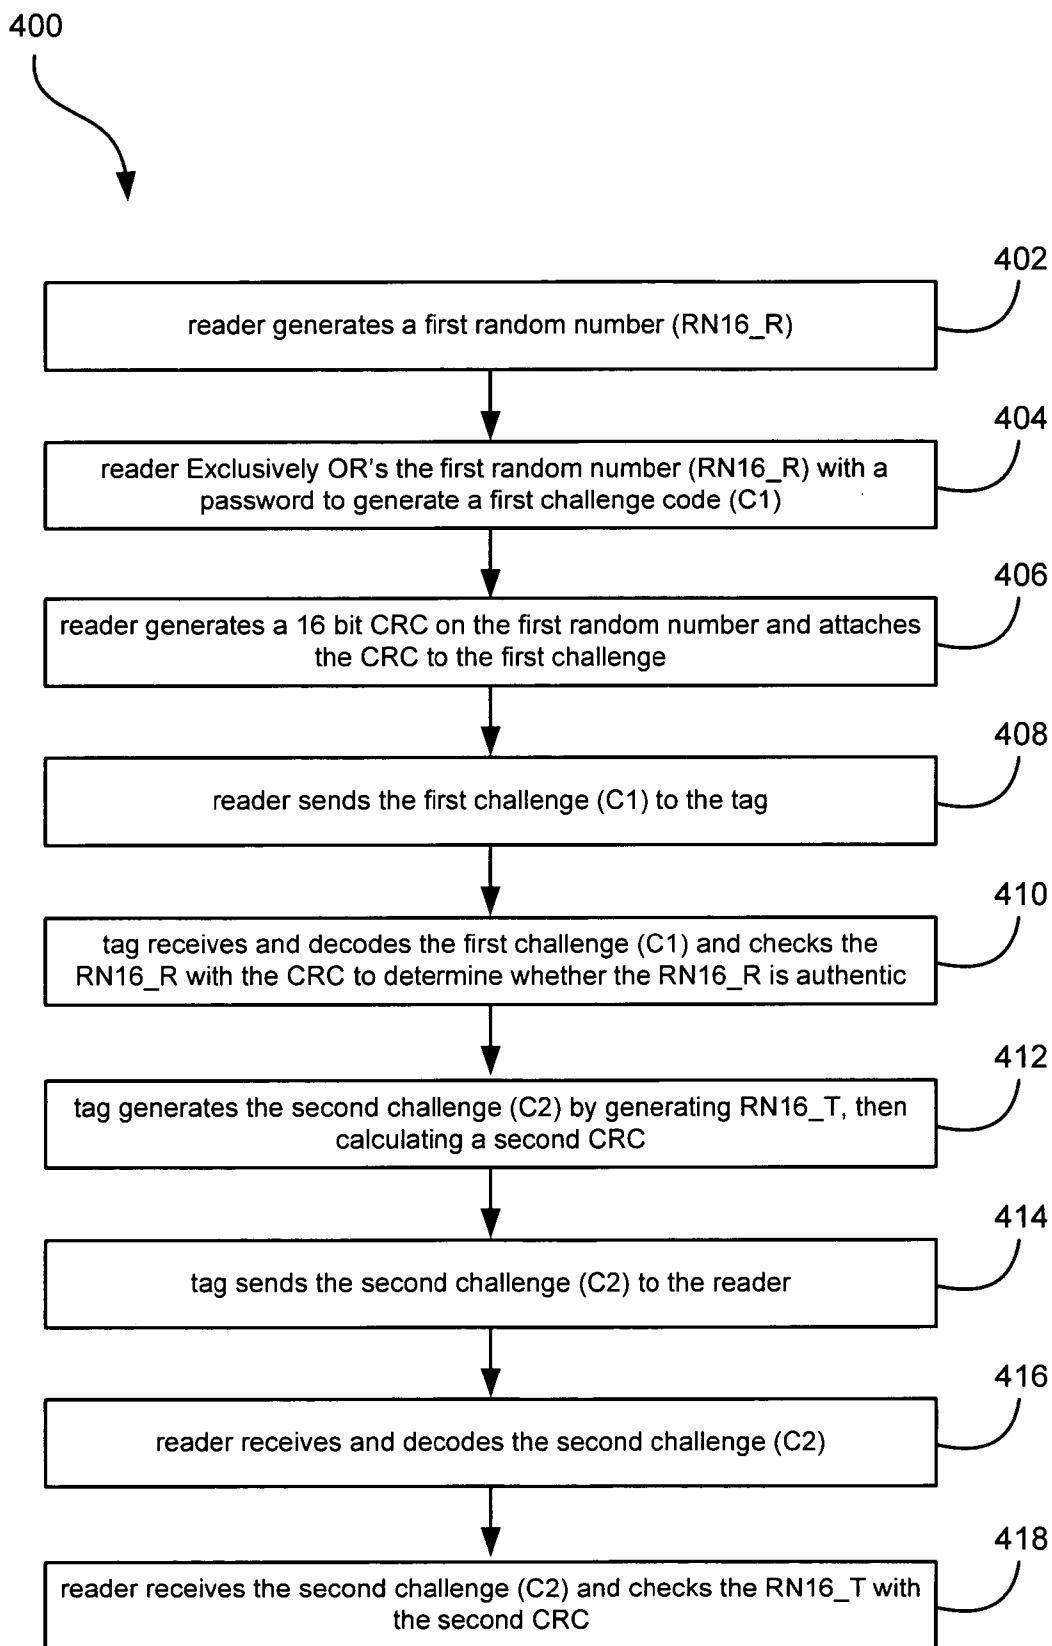 400
402
reader generates a first random number (RN16_R)
404
reader Exclusively OR's the first random number (RN16_R) with a
password to generate a first challenge code (C1)
406
reader generates a 16 bit CRC on the first random number and attaches
the CRC to the first challenge
408
reader sends the first challenge (C1) to the tag
410
tag receives and decodes the first challenge (C1) and checks the
RN16_R with the CRC to determine whether the RN16_R is authentic
412
tag generates the second challenge (C2) by generating RN16_T, then
calculating a second CRC
414
tag sends the second challenge (C2) to the reader
416
reader receives and decodes the second challenge (C2)
418
reader receives the second challenge (C2) and checks the RN16_T with
the second CRC